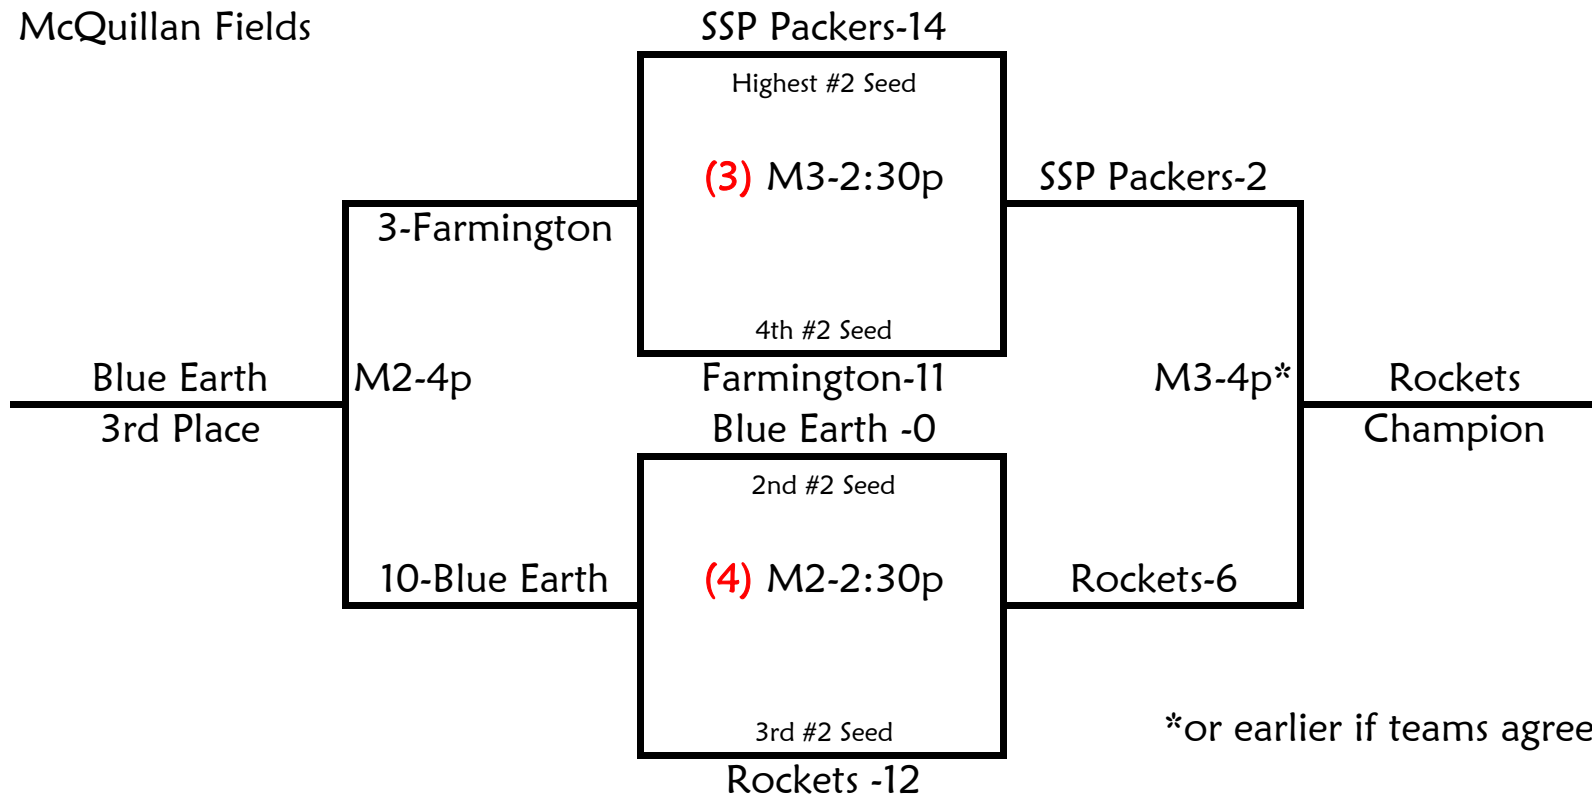 McQuillan Fields
SSP Packers-14
Highest #2 Seed
(3) M3-2:30p
SSP Packers-2
3-Farmington
4th #2 Seed
Blue Earth
M2-4p
Farmington-11
M3-4p*
Rockets
3rd Place
Blue Earth -0
Champion
2nd #2 Seed
10-Blue Earth
(4) M2-2:30p
Rockets-6
3rd #2 Seed
*or earlier if teams agree
Rockets -12